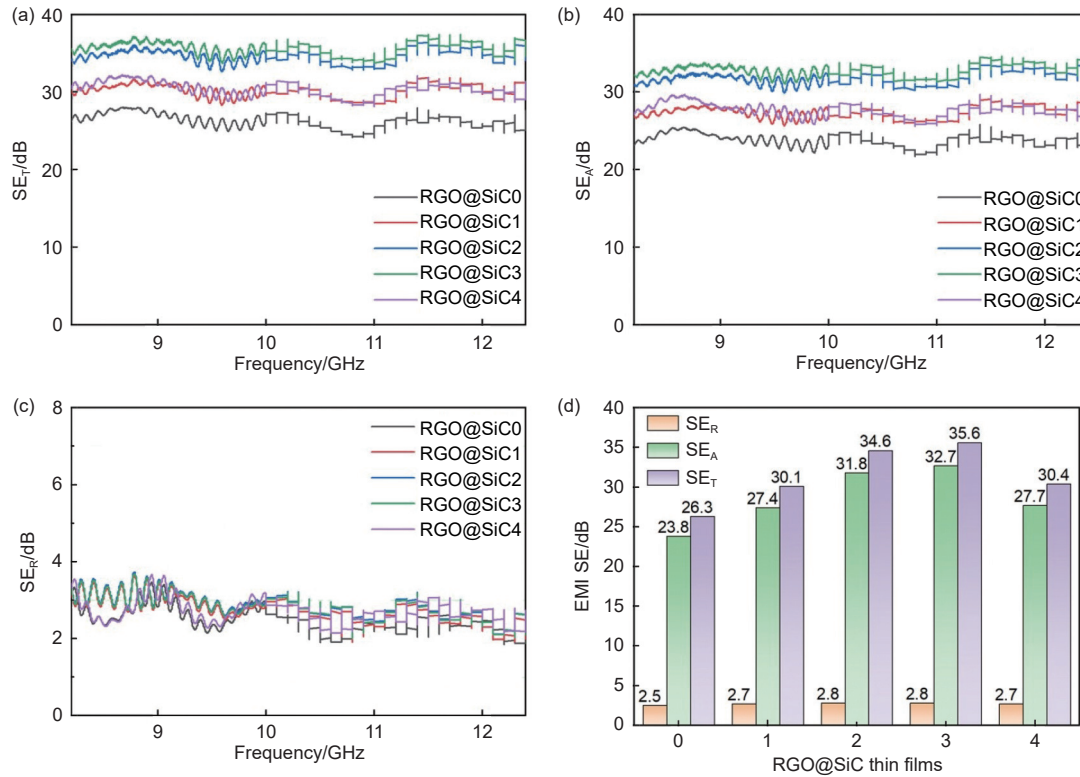 (a)
40
30
20
10
0
SE_T/dB
RGO@SiC0
RGO@SiC1
RGO@SiC2
RGO@SiC3
RGO@SiC4
9 10 11 12
Frequency/GHz
(b)
40
30
20
10
0
SE_A/dB
RGO@SiC0
RGO@SiC1
RGO@SiC2
RGO@SiC3
RGO@SiC4
9 10 11 12
Frequency/GHz
(c)
8
6
4
2
0
SE_R/dB
RGO@SiC0
RGO@SiC1
RGO@SiC2
RGO@SiC3
RGO@SiC4
9 10 11 12
Frequency/GHz
(d)
40
35
30
25
20
15
10
5
0
EMI SE/dB
SE_R
SE_A
SE_T
2.5 23.8 26.3
2.7 27.4 30.1
2.8 31.8 34.6
2.8 32.7 35.6
2.7 27.7 30.4
0 1 2 3 4
RGO@SiC thin films